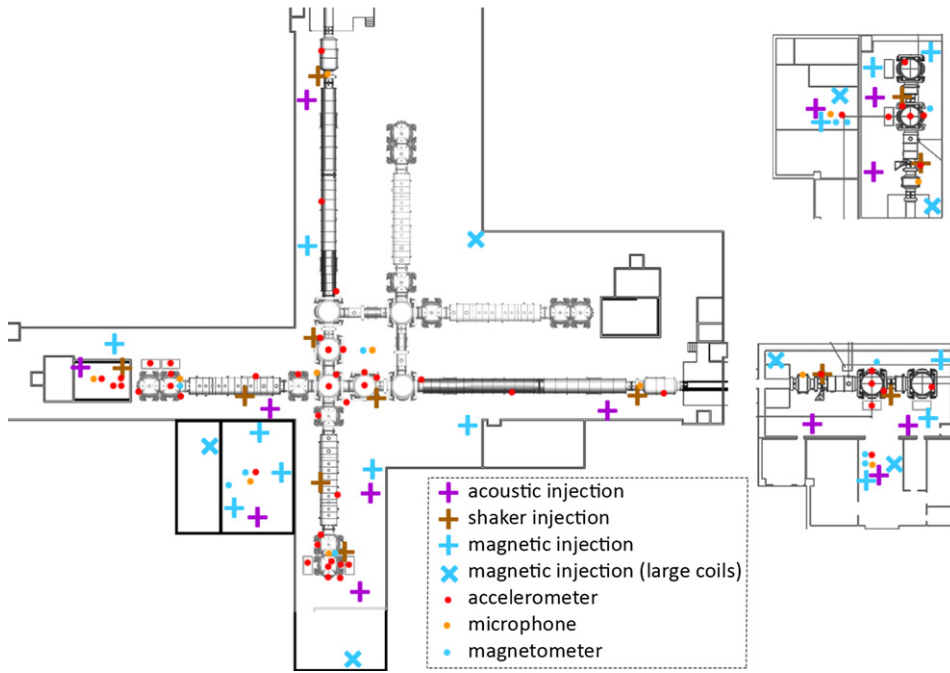 acoustic injection
shaker injection
magnetic injection
magnetic injection (large coils)
accelerometer
microphone
magnetometer